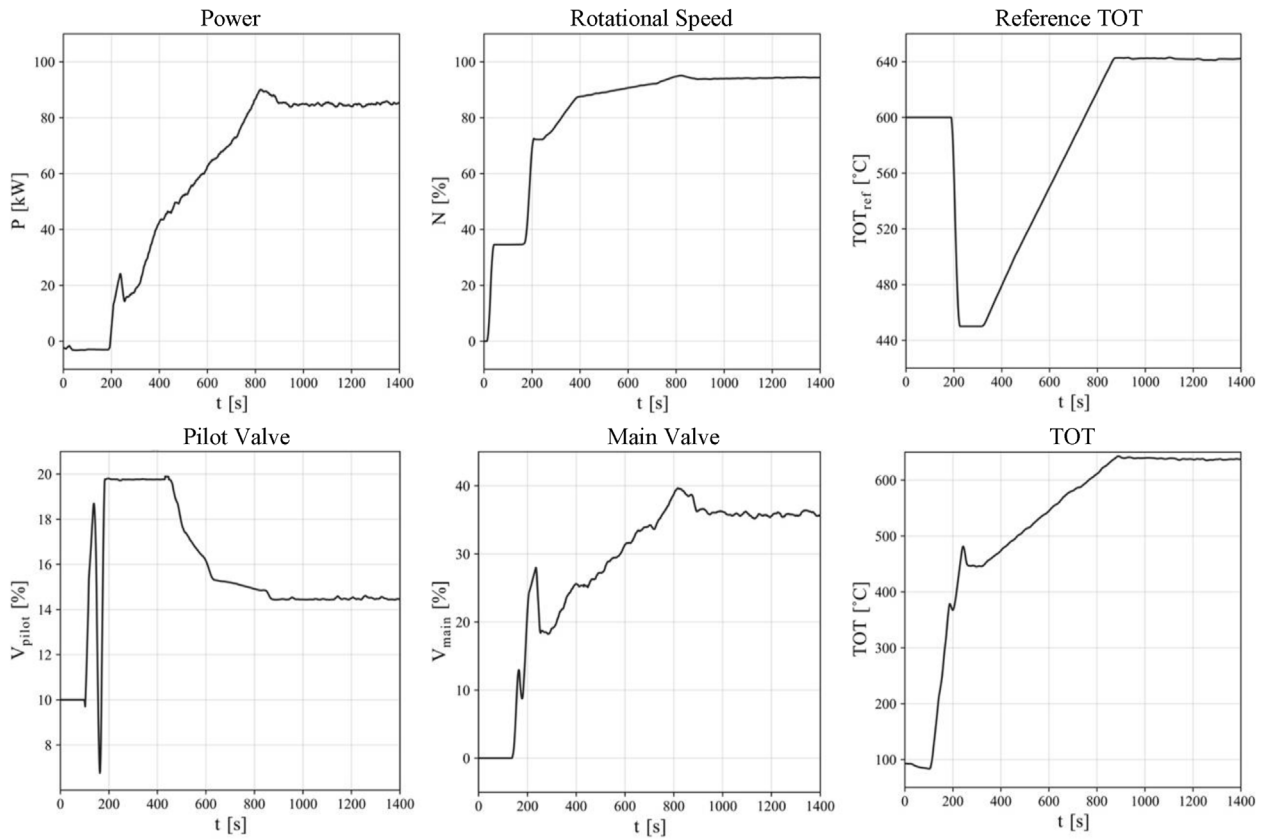 Power
100
80
60
40
20
0
P [kW]
0 200 400 600 800 1000 1200 1400
t [s]
Rotational Speed
100
80
60
40
20
0
N [%]
0 200 400 600 800 1000 1200 1400
t [s]
Reference TOT
640
600
560
520
480
440
TOTref [°C]
0 200 400 600 800 1000 1200 1400
t [s]
Pilot Valve
20
18
16
14
12
10
8
Vpilot [%]
0 200 400 600 800 1000 1200 1400
t [s]
Main Valve
40
30
20
10
0
Vmain [%]
0 200 400 600 800 1000 1200 1400
t [s]
TOT
600
500
400
300
200
100
TOT [°C]
0 200 400 600 800 1000 1200 1400
t [s]